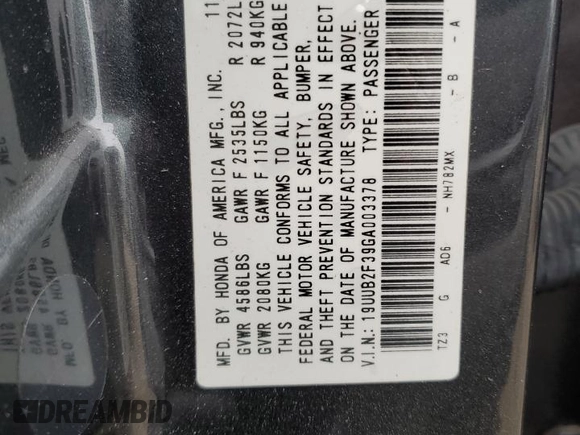 MFD. BY HONDA OF AMERICA MFG., INC. 11
GVWR 4586LBS GAWR F 2535LBS R 2072L
GVWR 2080KG GAWR F 1150KG R 940KG
THIS VEHICLE CONFORMS TO ALL APPLICABLE
FEDERAL MOTOR VEHICLE SAFETY, BUMPER,
AND THEFT PREVENTION STANDARDS IN EFFECT
ON THE DATE OF MANUFACTURE SHOWN ABOVE.
V.I.N.: 19UUB2F39GA003378 TYPE: PASSENGER
TZ3 G AD6 - NH782MX - B - A
DREAMBID